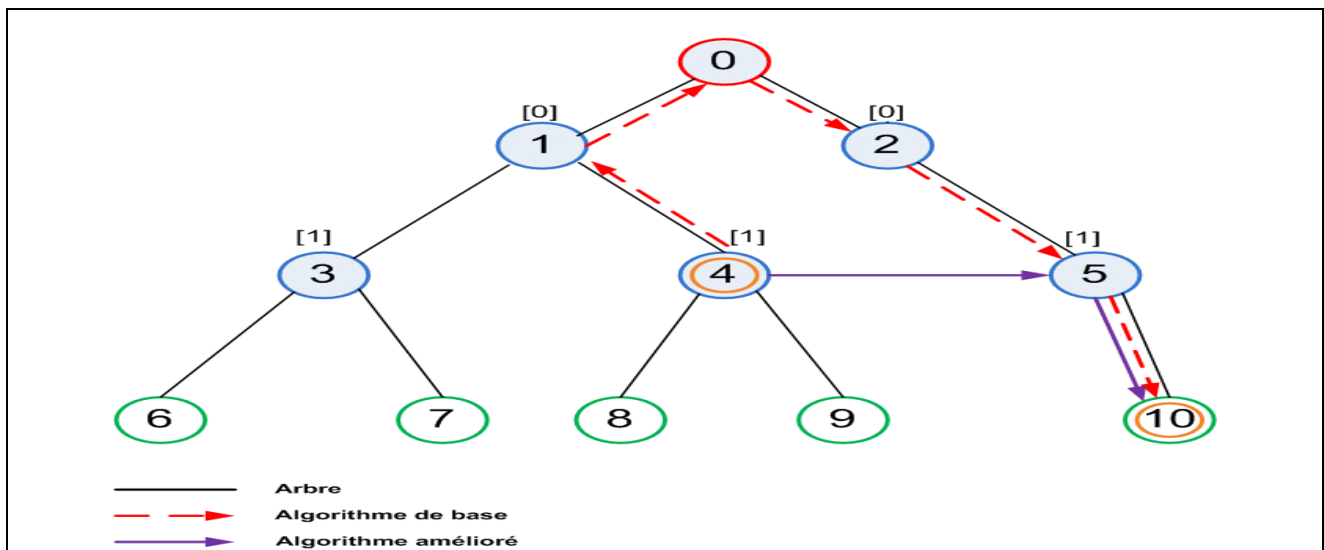 0
[0] [0]
1 2
[1] [1] [1]
3 4 5
6 7 8 9 10
Arbre
Algorithme de base
Algorithme amélioré